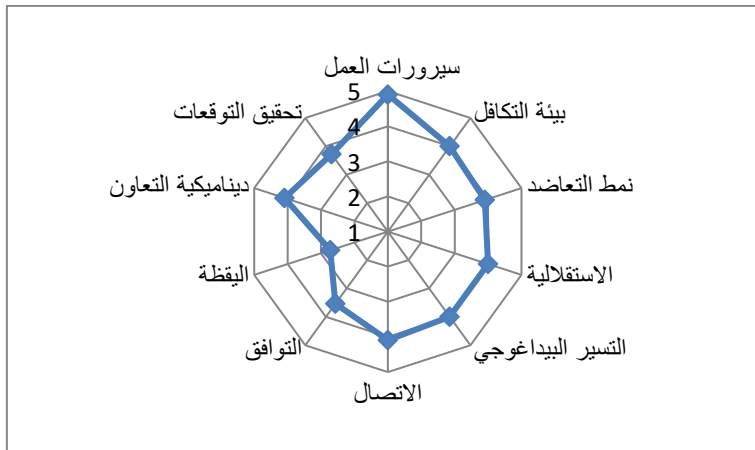 سيرورات العمل
بيئة التكافل
نمط التعاضد
الاستقلالية
التسير البيداغوجي
الاتصال
التوافق
اليقظة
ديناميكية التعاون
تحقيق التوقعات
5
4
3
2
1